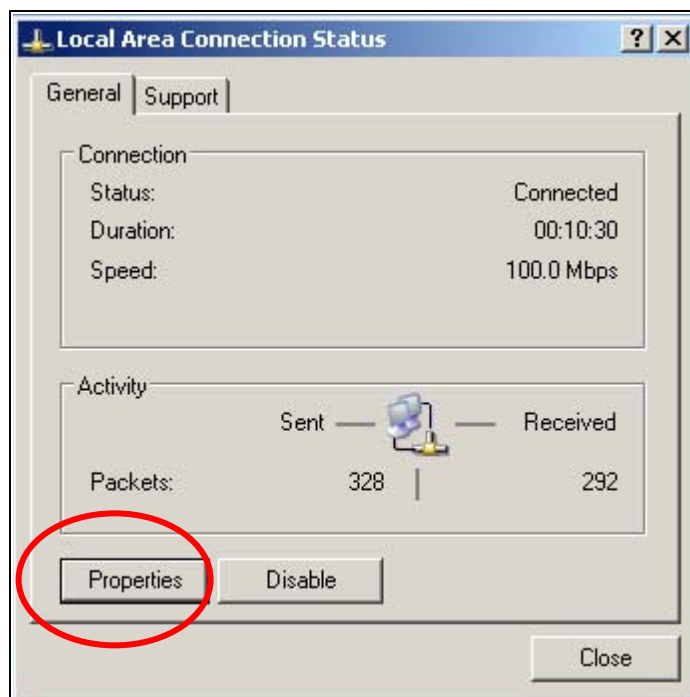 Local Area Connection Status
General Support
Connection
Status: Connected
Duration: 00:10:30
Speed: 100.0 Mbps
Activity
Sent Received
Packets: 328 292
Properties Disable
Close